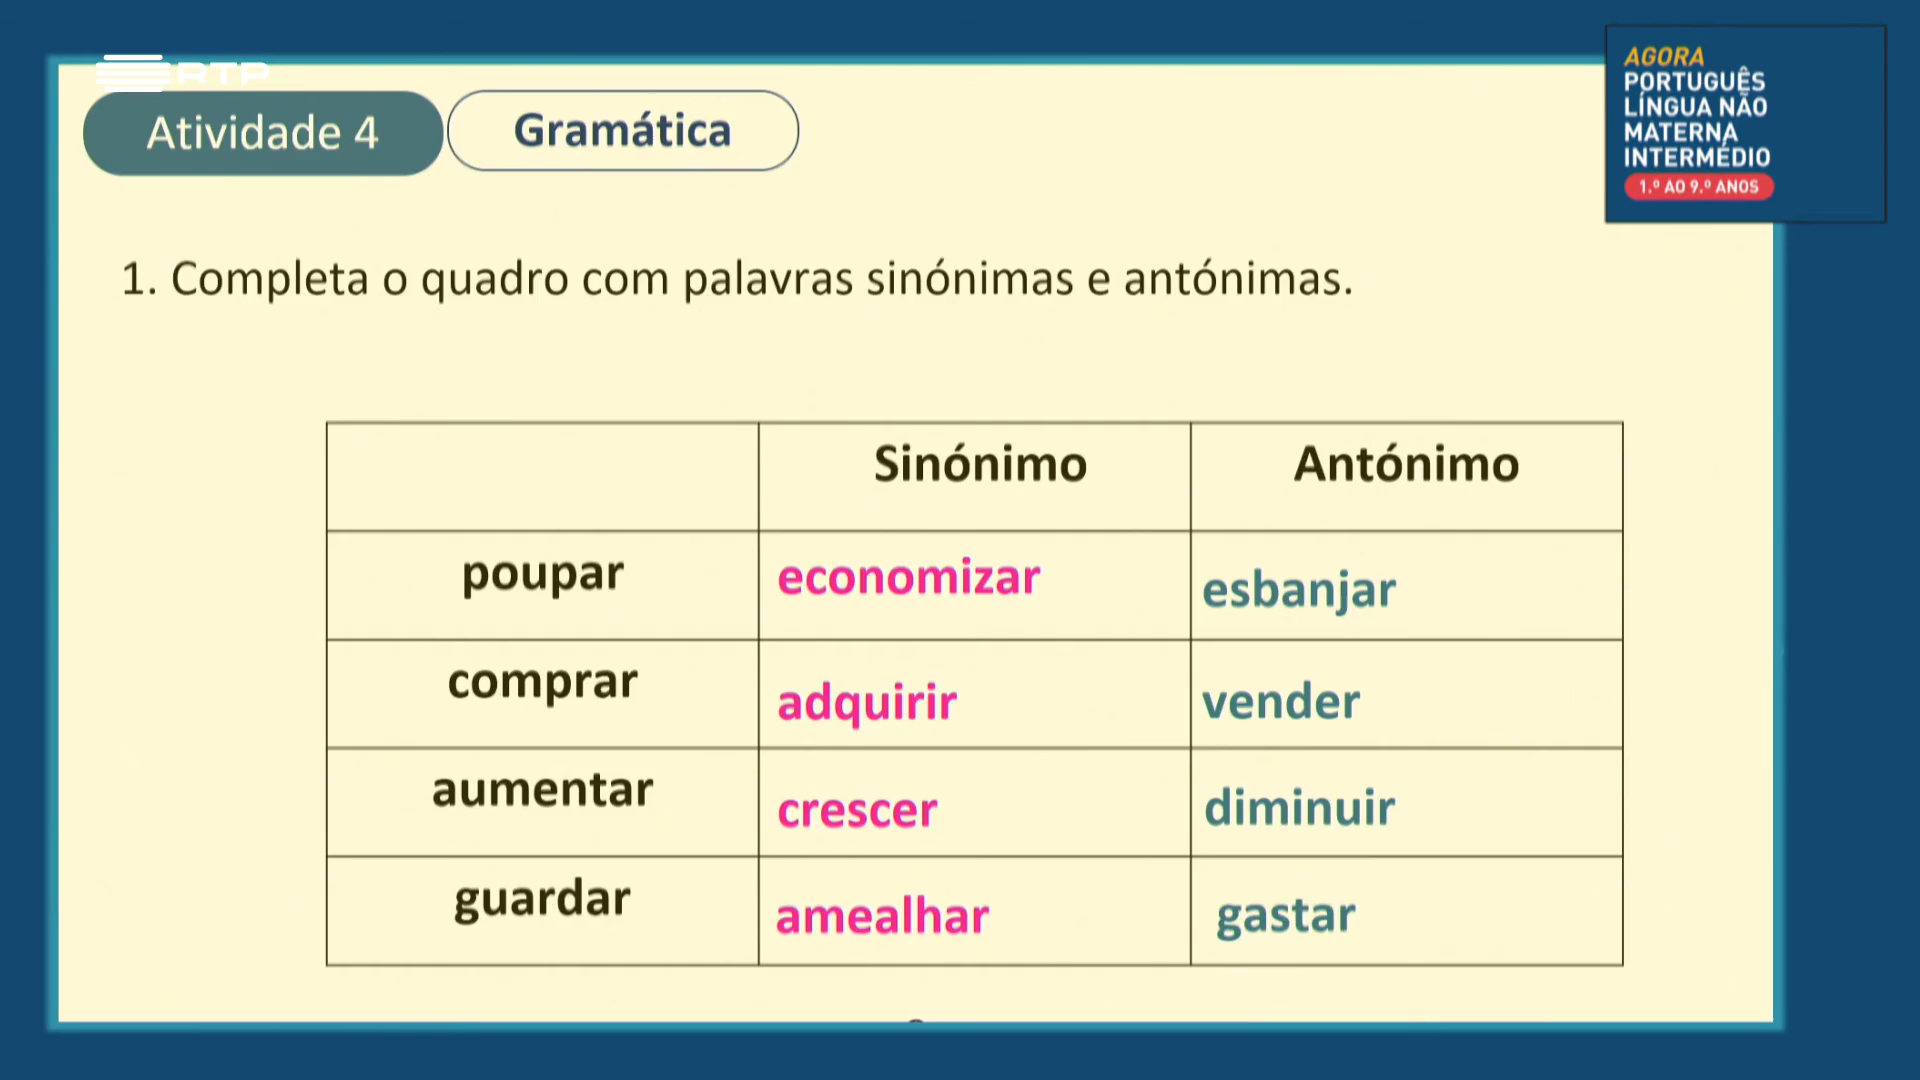 RTP
Atividade 4
Gramática
AGORA
PORTUGUÊS
LÍNGUA NÃO
MATERNA
INTERMÉDIO
1.º AO 9.º ANOS
1. Completa o quadro com palavras sinónimas e antónimas.
Sinónimo Antónimo
poupar economizar esbanjar
comprar adquirir vender
aumentar crescer diminuir
guardar amealhar gastar